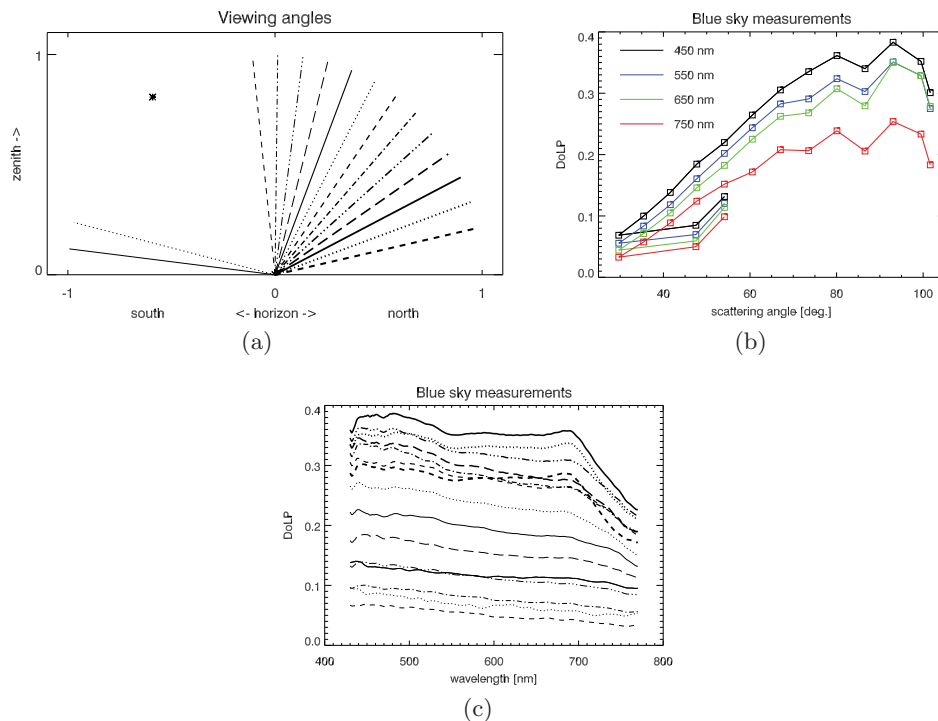 Viewing angles
1
zenith ->
0
-1
0
1
south
<- horizon ->
north
(a)
Blue sky measurements
0.4
0.3
0.2
0.1
0.0
DoLP
450 nm
550 nm
650 nm
750 nm
40
60
80
100
scattering angle [deg.]
(b)
Blue sky measurements
0.4
0.3
0.2
0.1
0.0
DoLP
400
500
600
700
800
wavelength [nm]
(c)